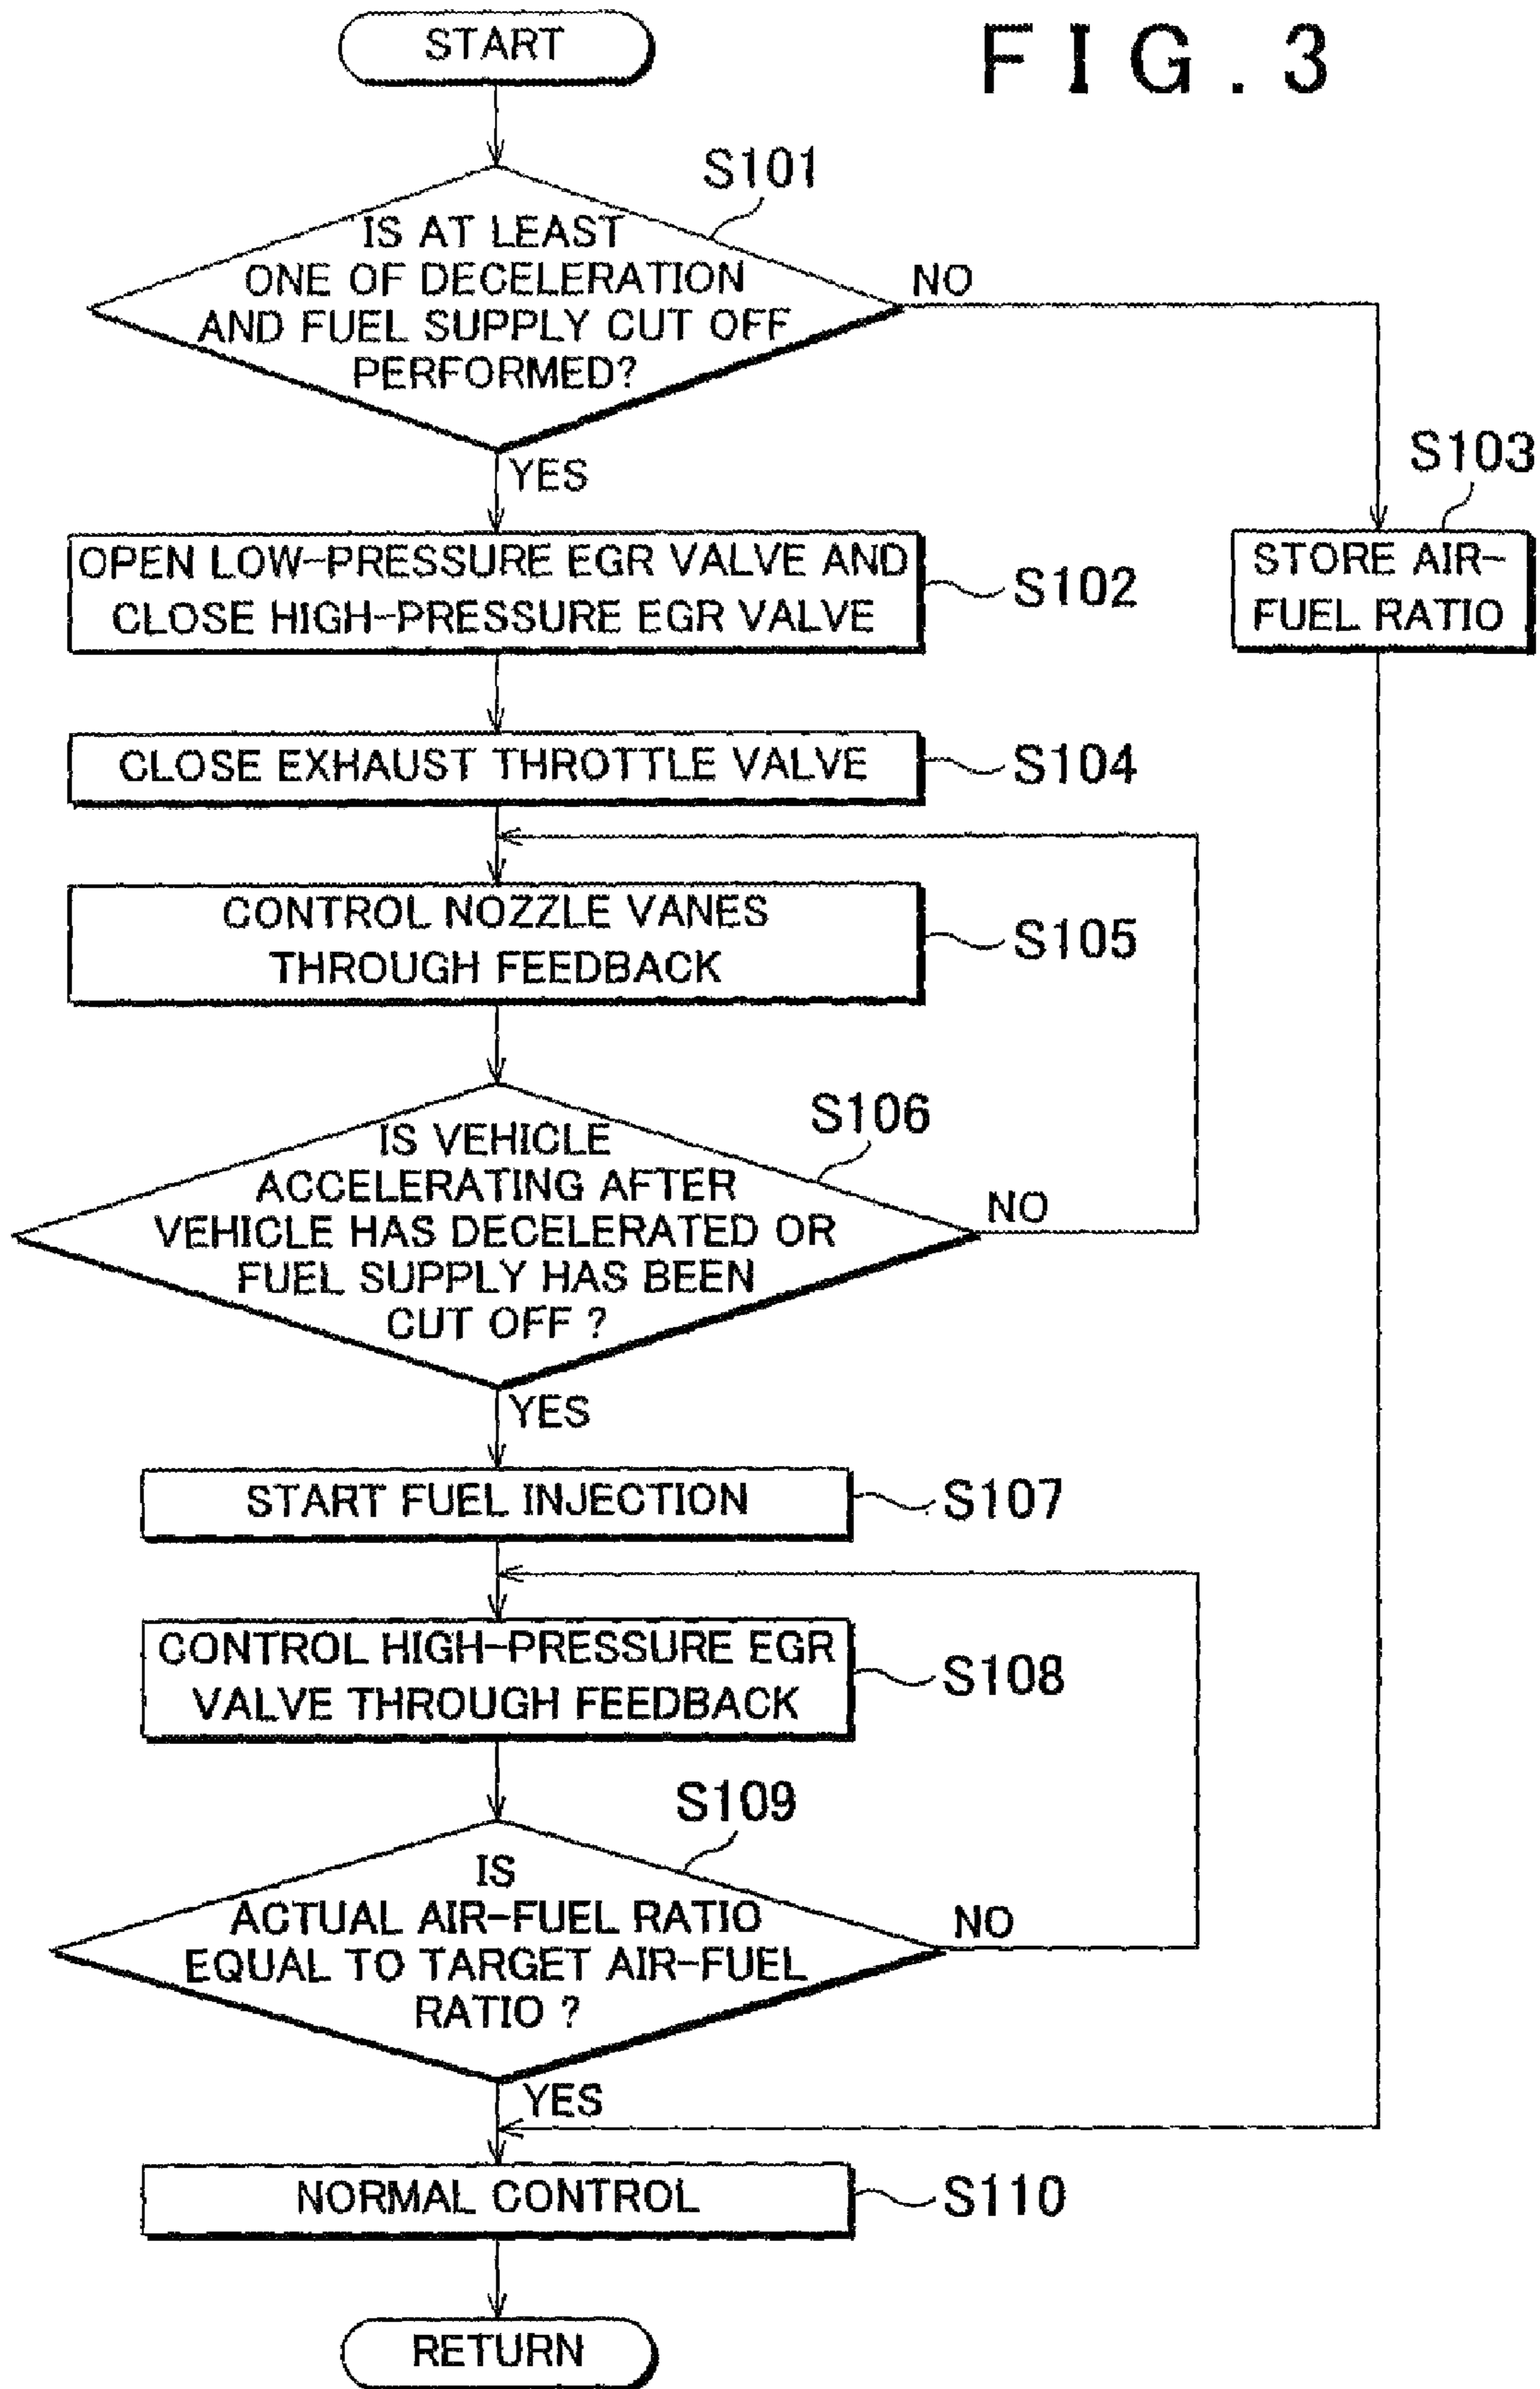 FIG.3
START
S101
IS AT LEAST
ONE OF DECELERATION
AND FUEL SUPPLY CUT OFF
PERFORMED?
NO
YES
S103
STORE AIR-
FUEL RATIO
OPEN LOW-PRESSURE EGR VALVE AND
CLOSE HIGH-PRESSURE EGR VALVE
S102
CLOSE EXHAUST THROTTLE VALVE
S104
CONTROL NOZZLE VANES
THROUGH FEEDBACK
S105
S106
IS VEHICLE
ACCELERATING AFTER
VEHICLE HAS DECELERATED OR
FUEL SUPPLY HAS BEEN
CUT OFF ?
NO
YES
START FUEL INJECTION
S107
CONTROL HIGH-PRESSURE EGR
VALVE THROUGH FEEDBACK
S108
S109
IS
ACTUAL AIR-FUEL RATIO
EQUAL TO TARGET AIR-FUEL
RATIO ?
NO
YES
NORMAL CONTROL
S110
RETURN